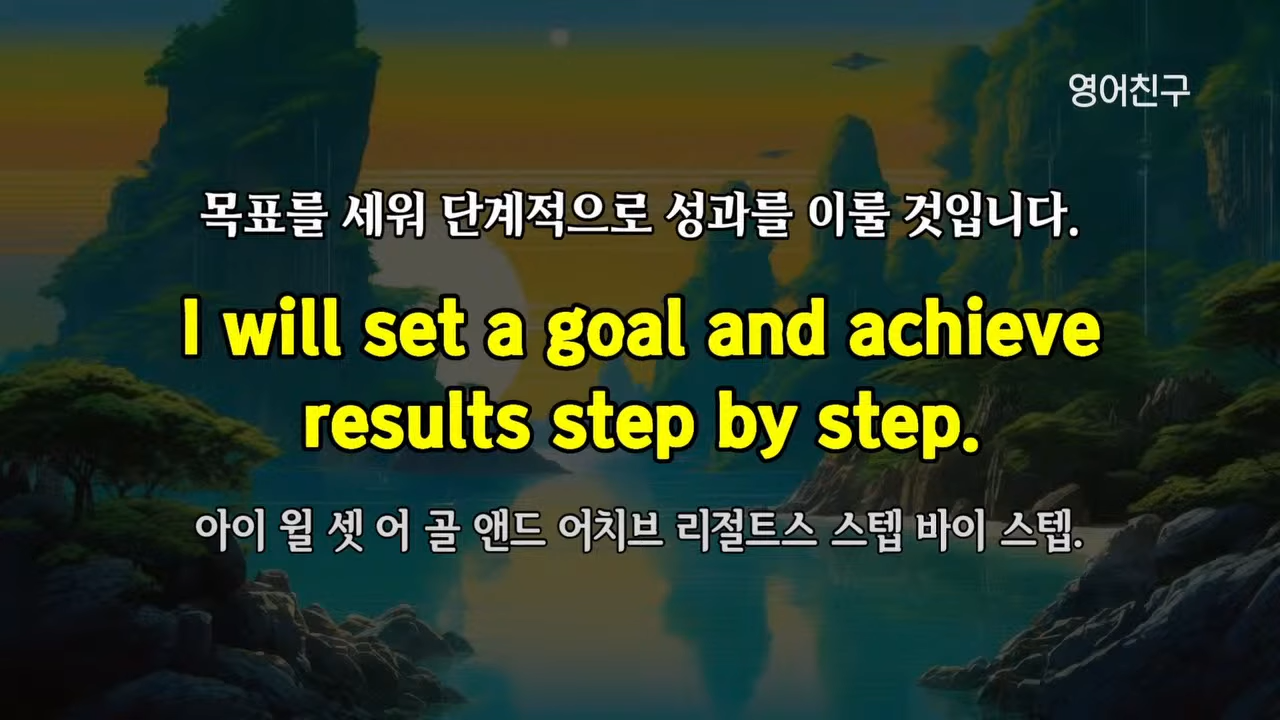 영어친구
목표를 세워 단계적으로 성과를 이룰 것입니다.
I will set a goal and achieve
results step by step.
아이 윌 셋 어 골 앤드 어치브 리절트스 스텝 바이 스텝.